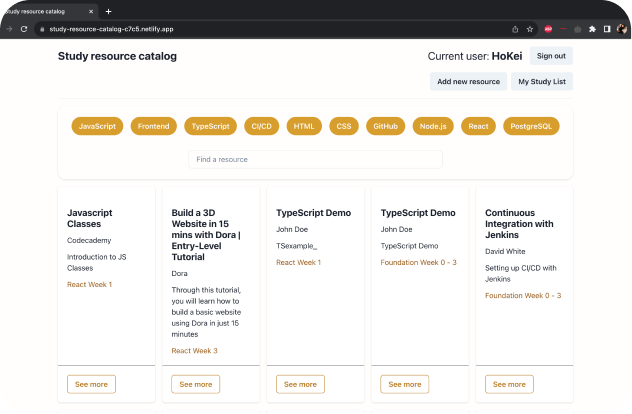 study resource catalog
study-resource-catalog-c7c5.netlify.app
Study resource catalog
Current user: HoKei
Sign out
Add new resource
My Study List
JavaScript
Frontend
TypeScript
CI/CD
HTML
CSS
GitHub
Node.js
React
PostgreSQL
Find a resource
Javascript
Classes
Codecademy
Introduction to JS
Classes
React Week 1
See more
Build a 3D
Website in 15
mins with Dora |
Entry-Level
Tutorial
Dora
Through this tutorial,
you will learn how to
build a basic website
using Dora in just 15
minutes
React Week 3
See more
TypeScript Demo
John Doe
TSexample_
React Week 1
See more
TypeScript Demo
John Doe
TypeScript Demo
Foundation Week 0 - 3
See more
Continuous
Integration with
Jenkins
David White
Setting up CI/CD with
Jenkins
Foundation Week 0 - 3
See more